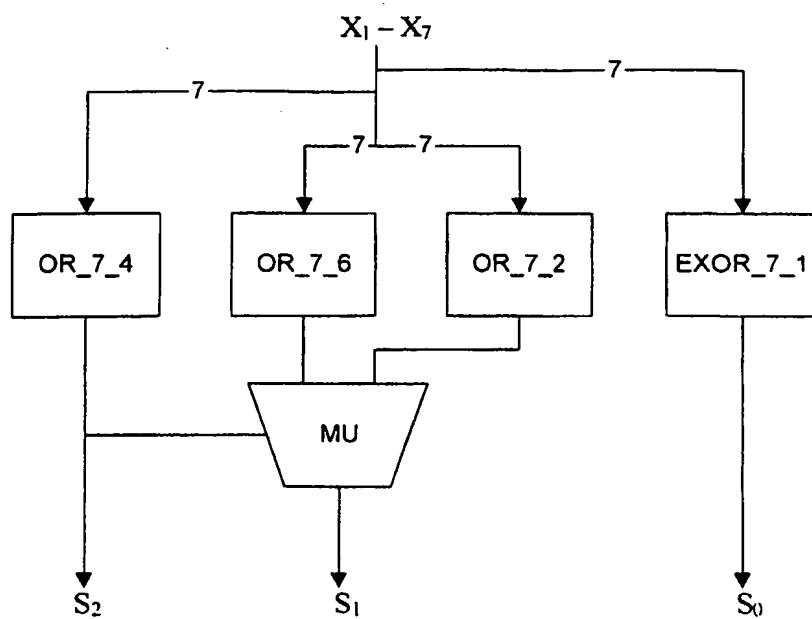 X₁ – X₇
7
7
7 7
OR_7_4 OR_7_6 OR_7_2 EXOR_7_1
MU
S₂ S₁ S₀